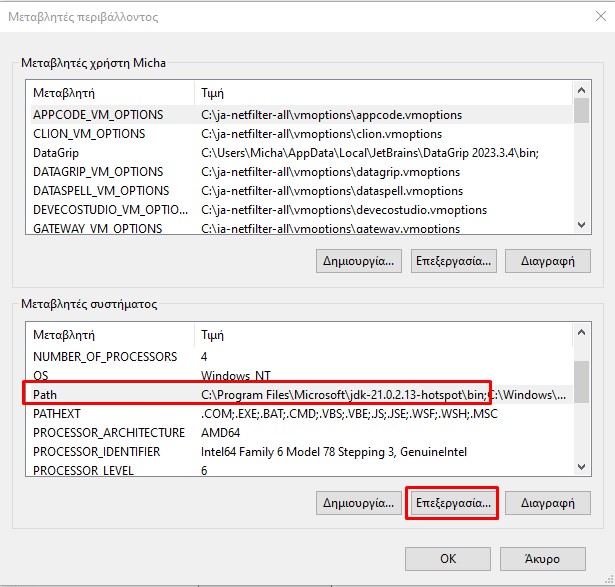 Μεταβλητές περιβάλλοντος
Μεταβλητές χρήστη Micha
Μεταβλητή Τιμή
APPCODE_VM_OPTIONS C:\ja-netfilter-all\vmoptions\appcode.vmoptions
CLION_VM_OPTIONS C:\ja-netfilter-all\vmoptions\clion.vmoptions
DataGrip C:\Users\Micha\AppData\Local\JetBrains\DataGrip 2023.3.4\bin;
DATAGRIP_VM_OPTIONS C:\ja-netfilter-all\vmoptions\datagrip.vmoptions
DATASPELL_VM_OPTIONS C:\ja-netfilter-all\vmoptions\dataspell.vmoptions
DEVECOSTUDIO_VM_OPTIO... C:\ja-netfilter-all\vmoptions\devecostudio.vmoptions
GATEWAY_VM_OPTIONS C:\ja-netfilter-all\vmoptions\gateway.vmoptions
Δημιουργία... Επεξεργασία... Διαγραφή
Μεταβλητές συστήματος
Μεταβλητή Τιμή
NUMBER_OF_PROCESSORS 4
OS Windows_NT
Path C:\Program Files\Microsoft\jdk-21.0.2.13-hotspot\bin;C:\Windows\...
PATHEXT .COM;.EXE;.BAT;.CMD;.VBS;.VBE;.JS;.JSE;.WSF;.WSH;.MSC
PROCESSOR_ARCHITECTURE AMD64
PROCESSOR_IDENTIFIER Intel64 Family 6 Model 78 Stepping 3, GenuineIntel
PROCESSOR_LEVEL 6
Δημιουργία... Επεξεργασία... Διαγραφή
OK Άκυρο